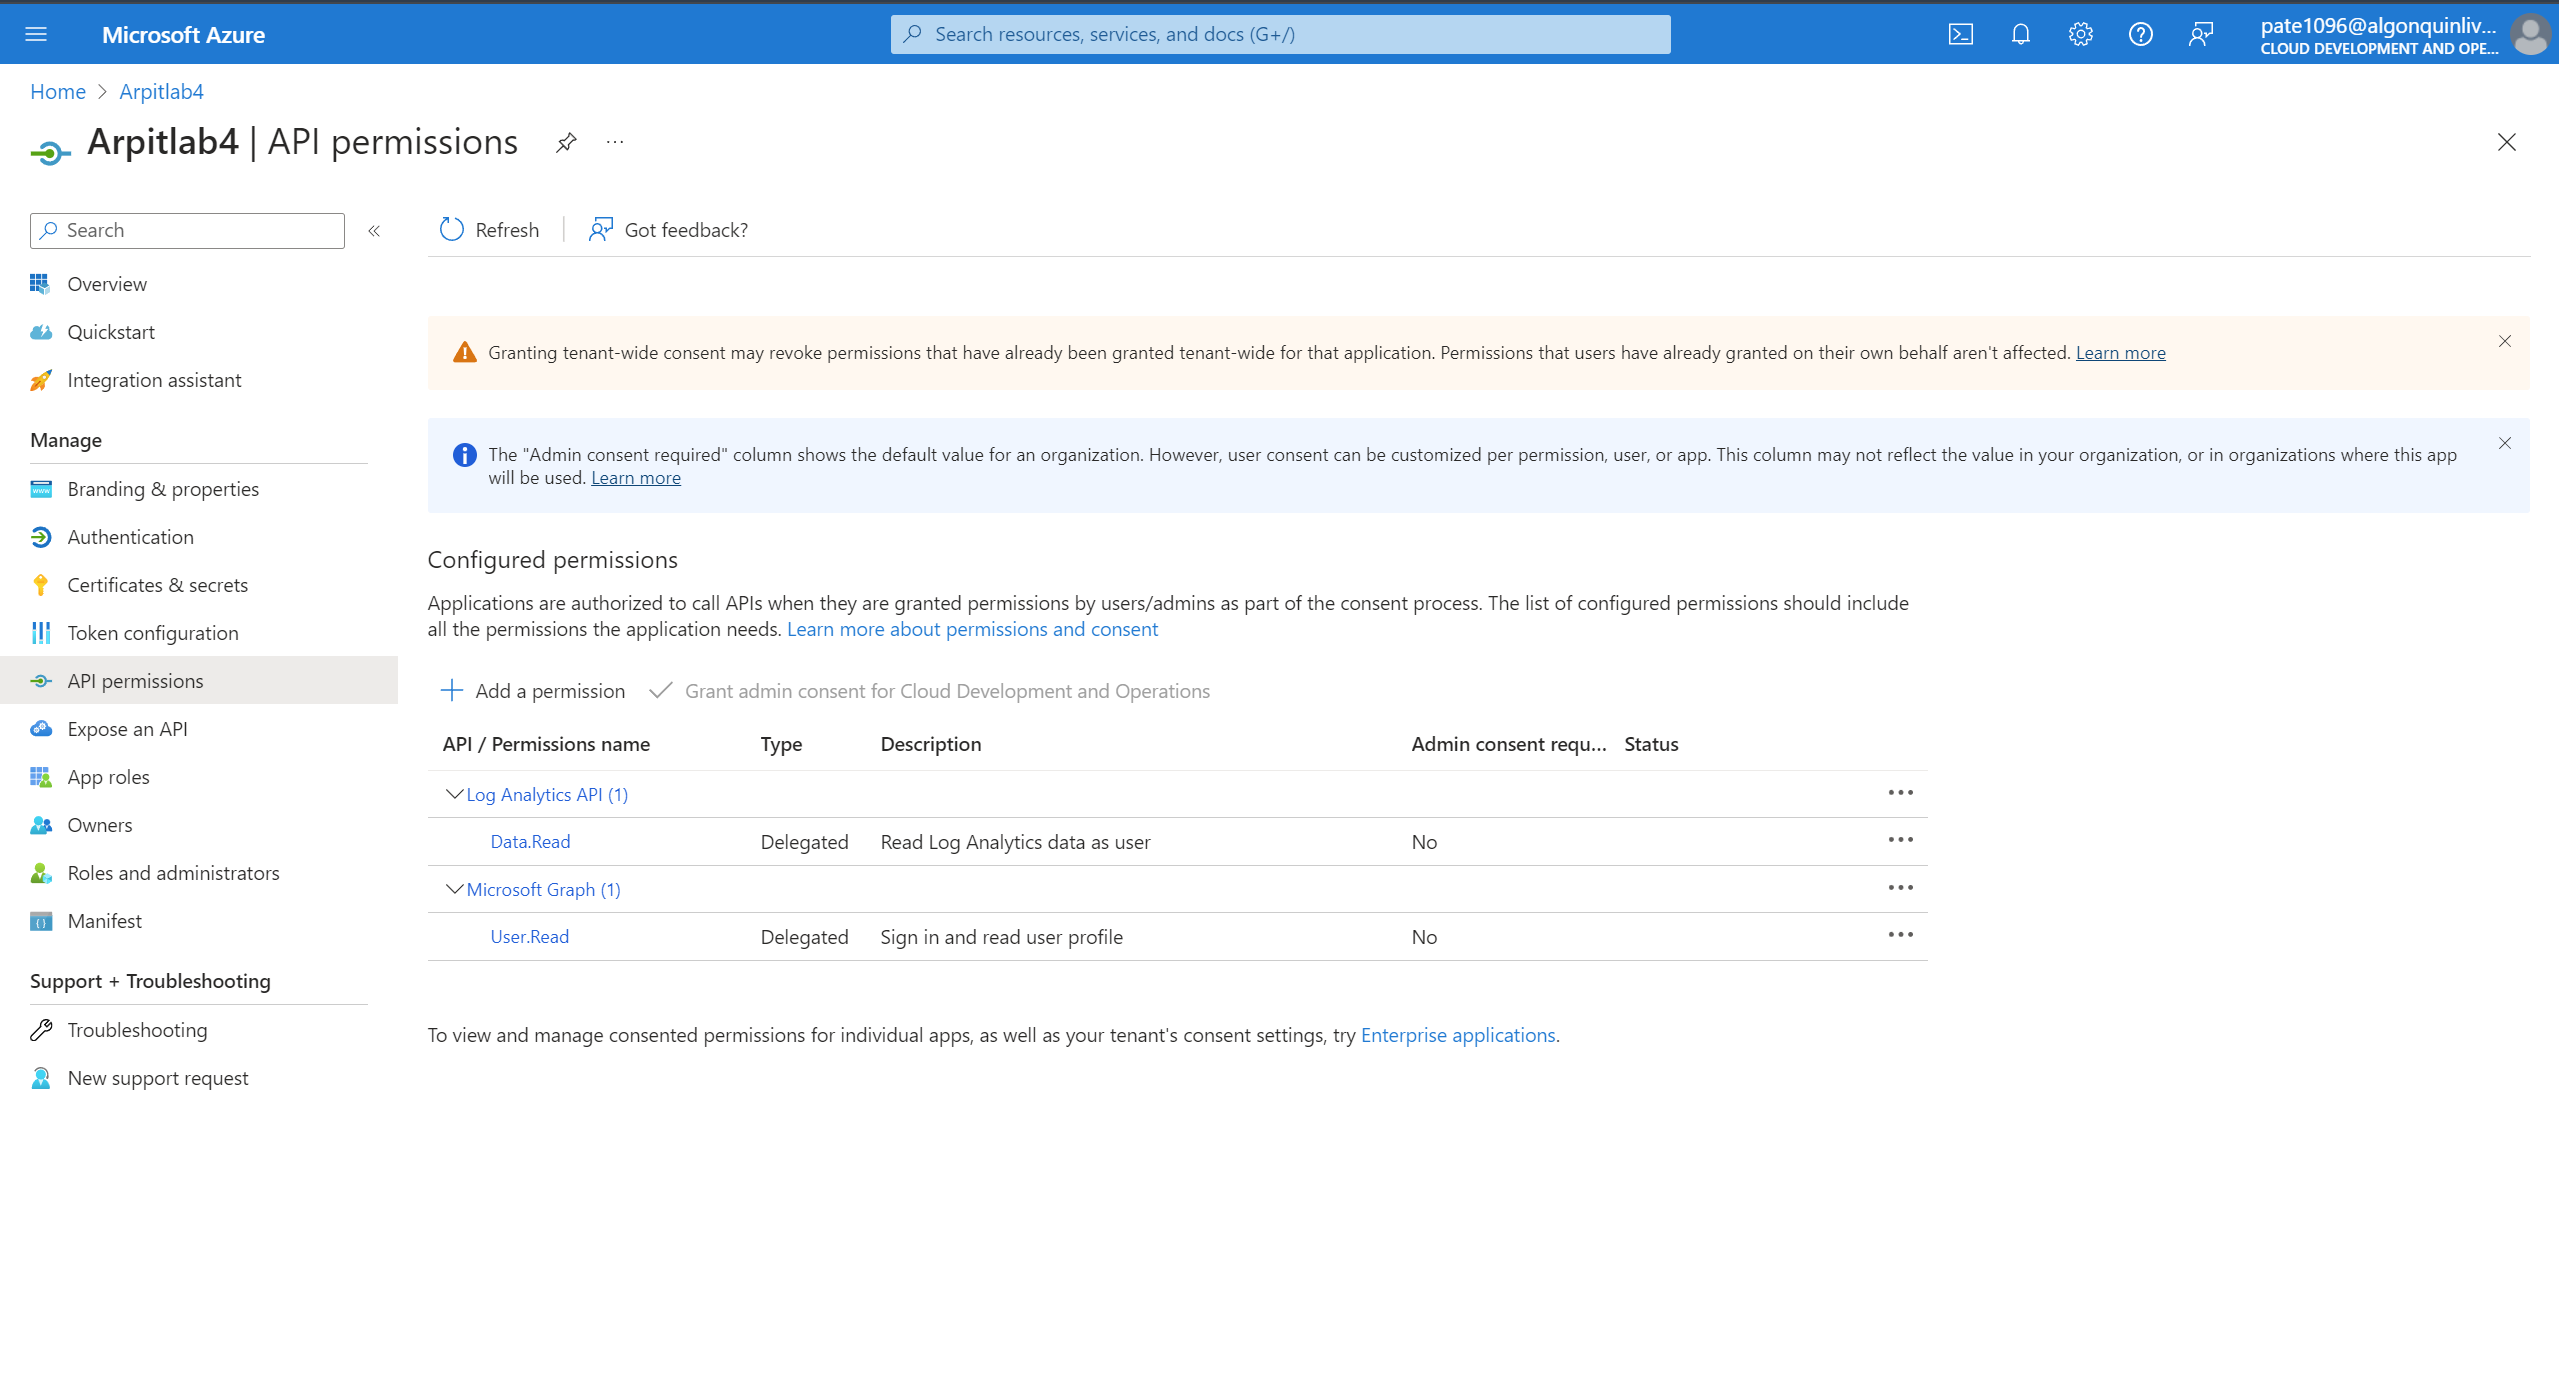 Microsoft Azure
Search resources, services, and docs (G+/)
pate1096@algonquinliv...
CLOUD DEVELOPMENT AND OPE...
Home > Arpitlab4
Arpitlab4 | API permissions
Search
Refresh
Got feedback?
Overview
Quickstart
Integration assistant
Manage
Branding & properties
Authentication
Certificates & secrets
Token configuration
API permissions
Expose an API
App roles
Owners
Roles and administrators
Manifest
Support + Troubleshooting
Troubleshooting
New support request
Granting tenant-wide consent may revoke permissions that have already been granted tenant-wide for that application. Permissions that users have already granted on their own behalf aren't affected. Learn more
The "Admin consent required" column shows the default value for an organization. However, user consent can be customized per permission, user, or app. This column may not reflect the value in your organization, or in organizations where this app
will be used. Learn more
Configured permissions
Applications are authorized to call APIs when they are granted permissions by users/admins as part of the consent process. The list of configured permissions should include
all the permissions the application needs. Learn more about permissions and consent
Add a permission
Grant admin consent for Cloud Development and Operations
API / Permissions name Type Description Admin consent requ... Status
Log Analytics API (1)
Data.Read Delegated Read Log Analytics data as user No
Microsoft Graph (1)
User.Read Delegated Sign in and read user profile No
To view and manage consented permissions for individual apps, as well as your tenant's consent settings, try Enterprise applications.